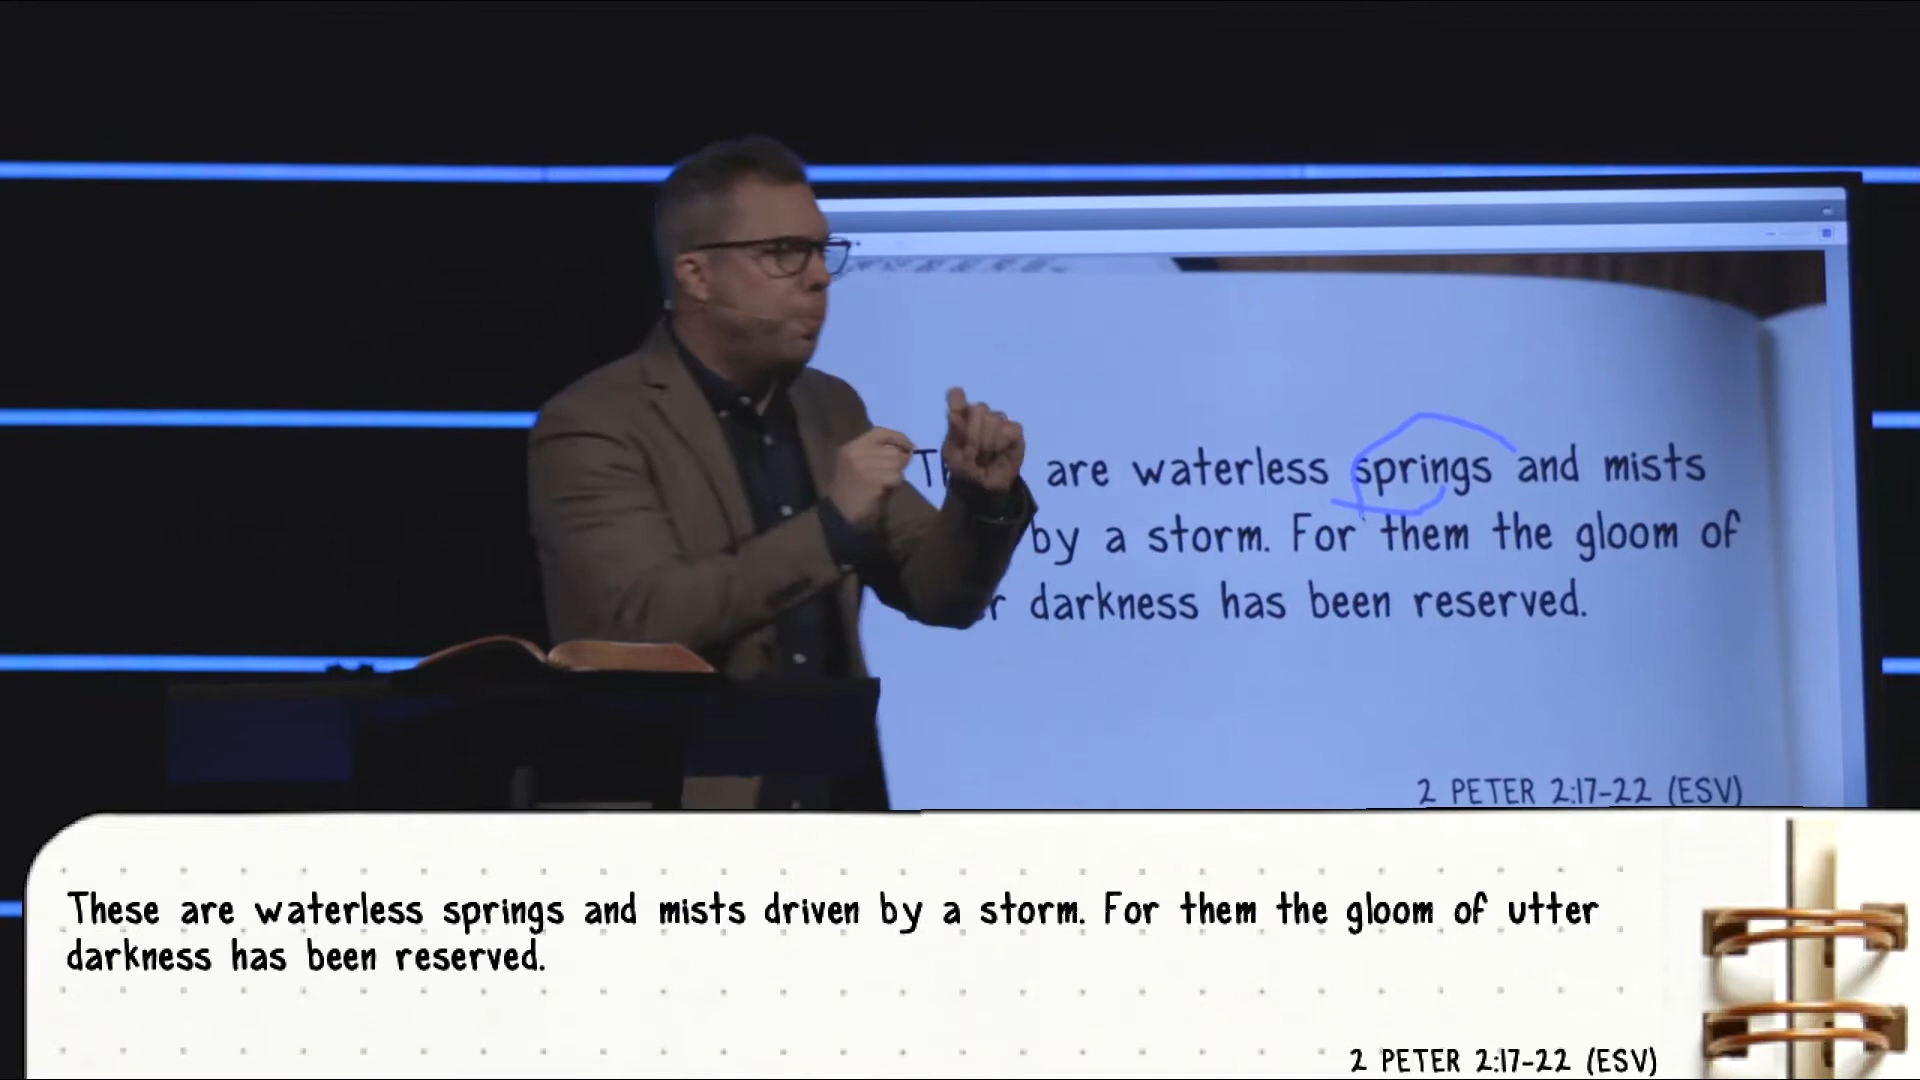 are waterless springs and mists
by a storm. For them the gloom of
darkness has been reserved.
2 PETER 2:17-22 (ESV)
These are waterless springs and mists driven by a storm. For them the gloom of utter
darkness has been reserved.
2 PETER 2:17-22 (ESV)